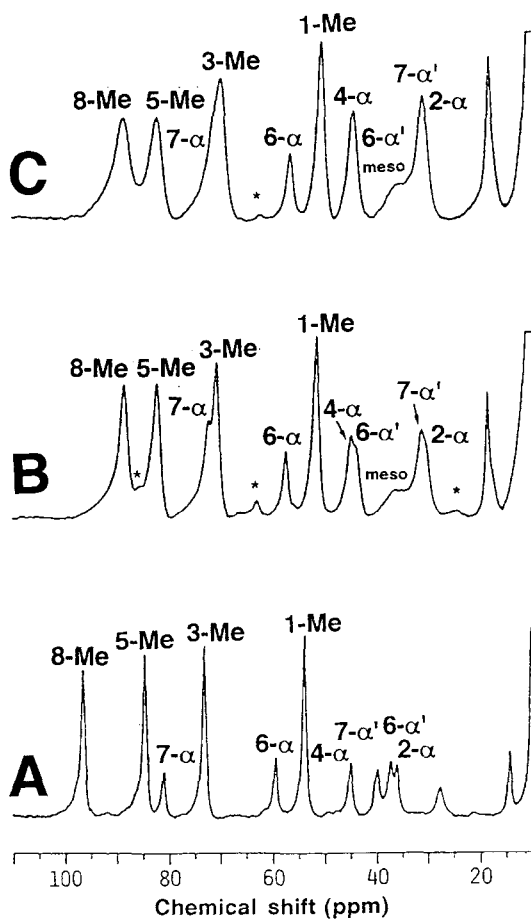 1-Me
3-Me
8-Me 5-Me
7-α
7-α'
4-α 2-α
6-α 6-α'
meso
*
C
1-Me
3-Me
8-Me 5-Me
7-α'
7-α 4-α
6-α 6-α' 2-α
meso
* * *
B
1-Me
3-Me
5-Me
8-Me
7-α' 6-α'
7-α 6-α 4-α 2-α
A
100 80 60 40 20
Chemical shift (ppm)